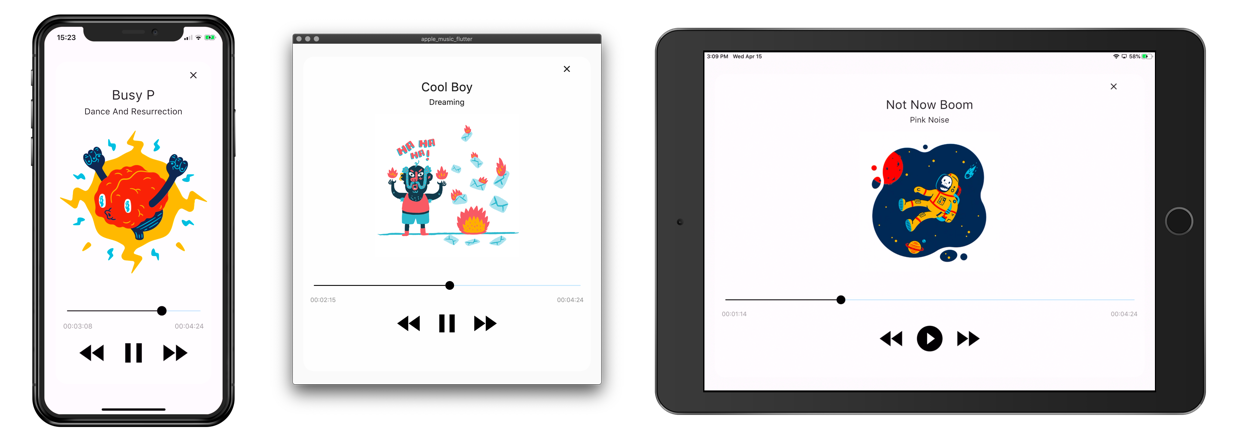 15:23
Busy P
Dance And Resurrection
00:03:08
00:04:24
apple_music_flutter
Cool Boy
Dreaming
HA HA
HA!
00:02:15
00:04:24
3:09 PM Wed Apr 15
58%
Not Now Boom
Pink Noise
00:01:14
00:04:24